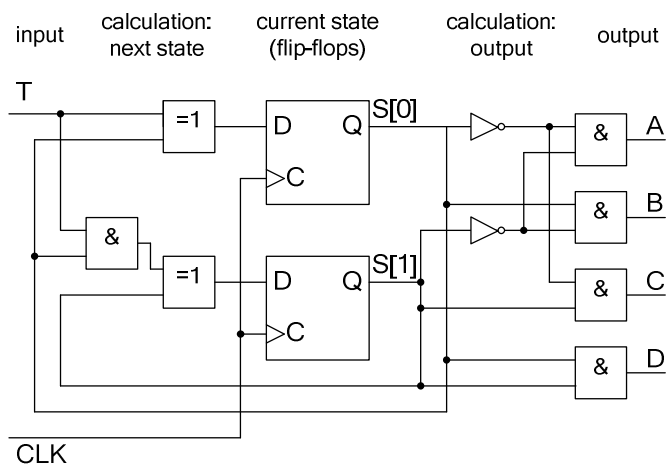 input
calculation:
next state
current state
(flip-flops)
calculation:
output
output
T
=1
D
Q
S[0]
C
&
A
&
B
&
=1
D
Q
S[1]
C
&
C
&
D
CLK